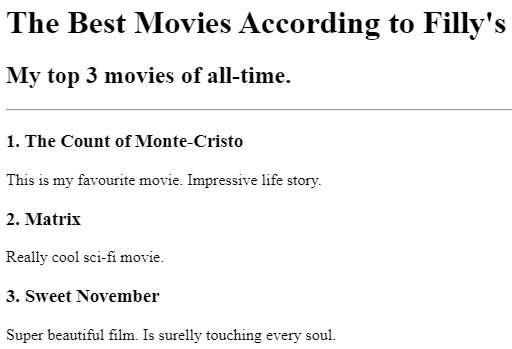 The Best Movies According to Filly's
My top 3 movies of all-time.
1. The Count of Monte-Cristo
This is my favourite movie. Impressive life story.
2. Matrix
Really cool sci-fi movie.
3. Sweet November
Super beautiful film. Is surelly touching every soul.